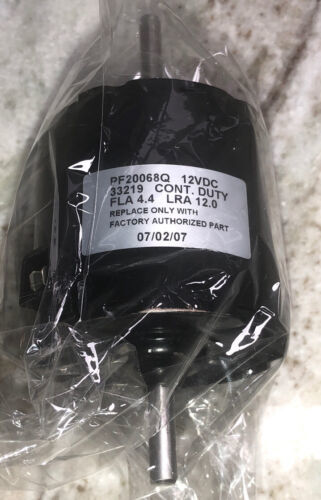 PF20068Q 12VDC
33219 CONT. DUTY
FLA 4.4 LRA 12.0
REPLACE ONLY WITH
FACTORY AUTHORIZED PART
07/02/07